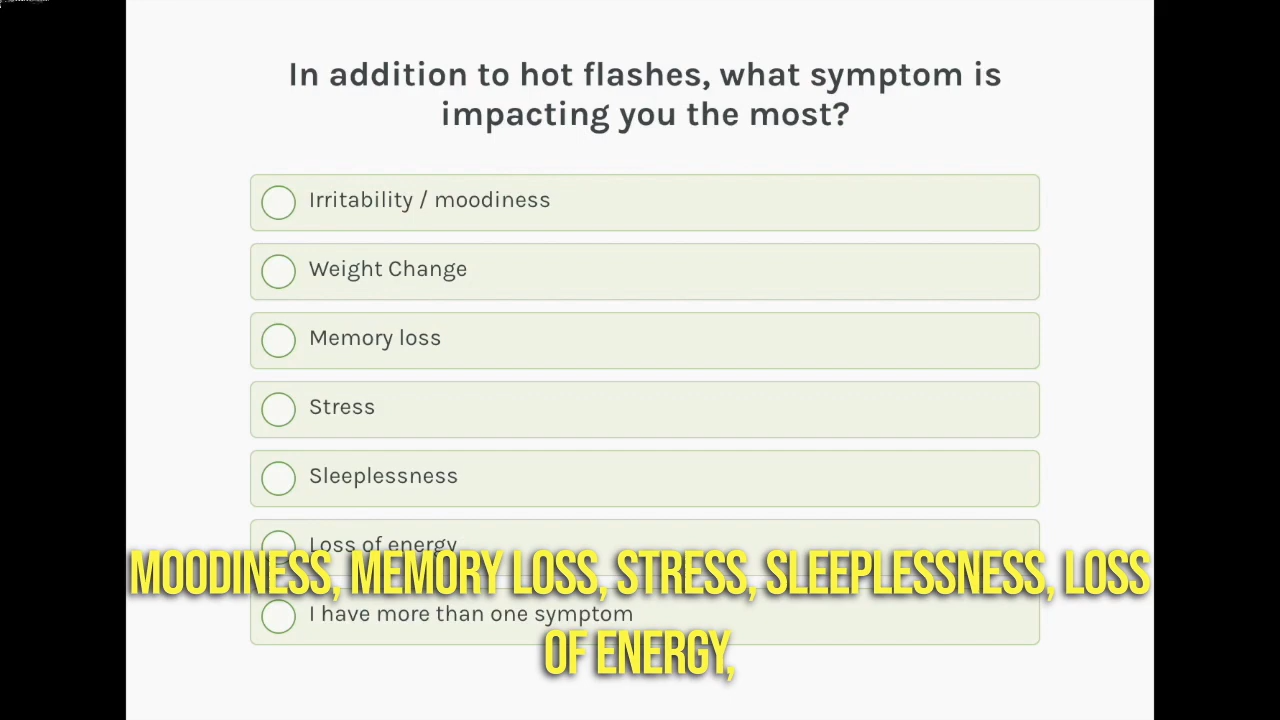 In addition to hot flashes, what symptom is
impacting you the most?
Irritability / moodiness
Weight Change
Memory loss
Stress
Sleeplessness
Loss of energy
MOODINESS, MEMORY LOSS, STRESS, SLEEPLESSNESS, LOSS
I have more than one symptom
OF ENERGY,